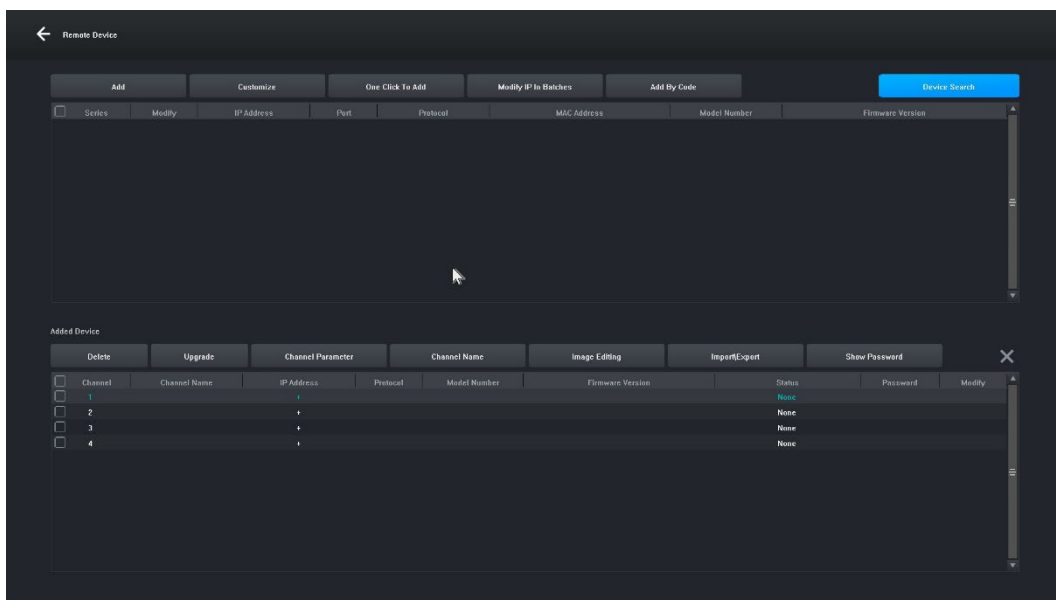 Remote Device
Add Customize One Click To Add Modify IP In Batches Add By Code Device Search
Series Modify IP Address Port Protocol MAC Address Model Number Firmware Version
Added Device
Delete Upgrade Channel Parameter Channel Name Image Editing Import/Export Show Password
Channel Channel Name IP Address Protocol Model Number Firmware Version Status Password Modify
1 + None
2 + None
3 + None
4 + None